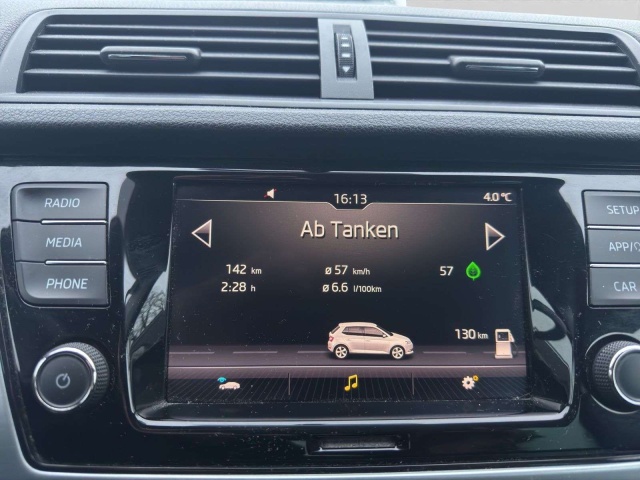 RADIO
MEDIA
PHONE
16:13
4.0 °C
Ab Tanken
142 km
ø 57 km/h
57
2:28 h
ø 6.6 l/100km
130 km
SETUP
APP/C
CAR